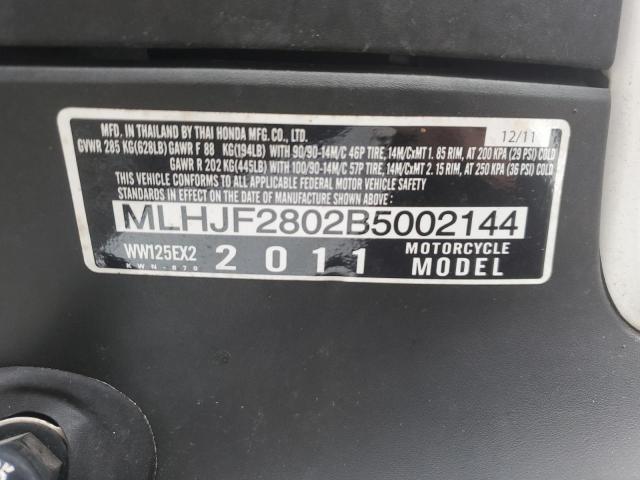 MFD. IN THAILAND BY THAI HONDA MFG. CO., LTD. 12/11
GVWR 285 KG(628LB) GAWR F 88 KG(194LB) WITH 90/90-14M/C 46P TIRE, 14M/CxMT 1. 85 RIM, AT 200 KPA (29 PSI) COLD
GAWR R 202 KG(445LB) WITH 100/90-14M/C 57P TIRE, 14M/CxMT 2. 15 RIM, AT 250 KPA (36 PSI) COLD
THIS VEHICLE CONFORMS TO ALL APPLICABLE FEDERAL MOTOR VEHICLE SAFETY
STANDARDS IN EFFECT ON THE DATE OF MANUFACTURE SHOWN ABOVE:
MLHJF2802B5002144
WW125EX2 2011 MOTORCYCLE
KWN-870 MODEL